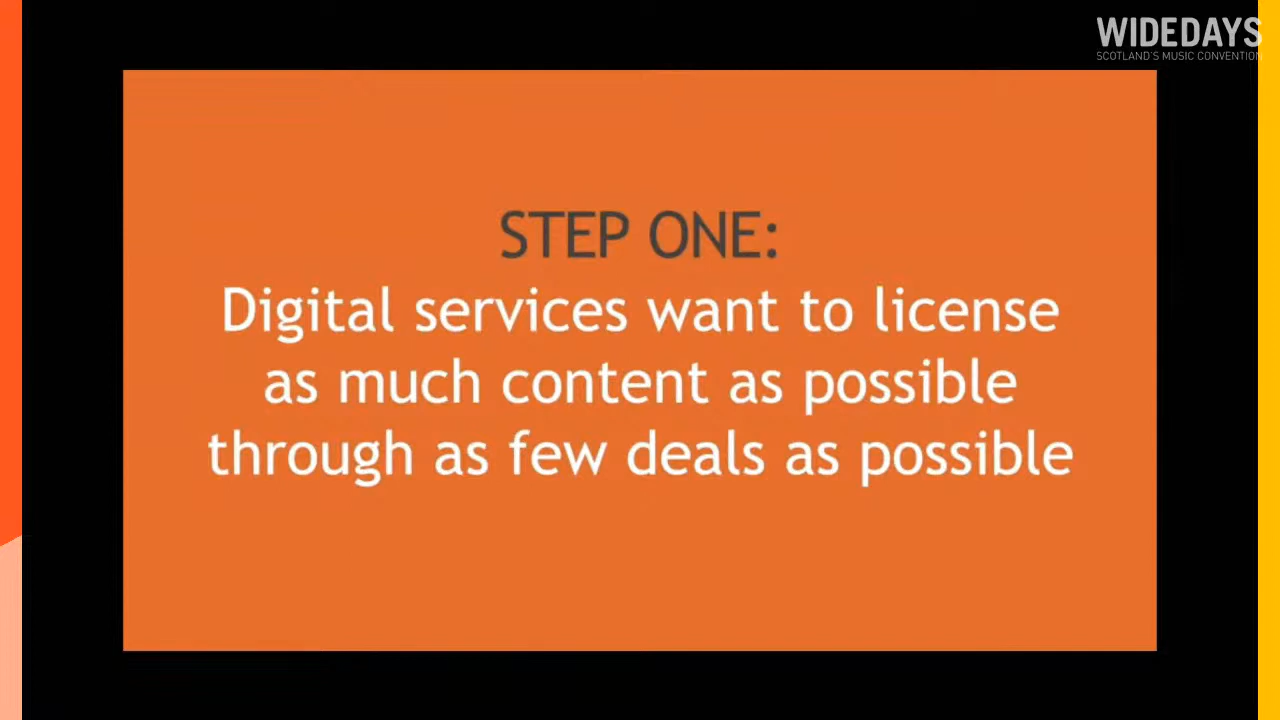 WIDEDAYS
SCOTLAND'S MUSIC CONVENTION
STEP ONE:
Digital services want to license
as much content as possible
through as few deals as possible